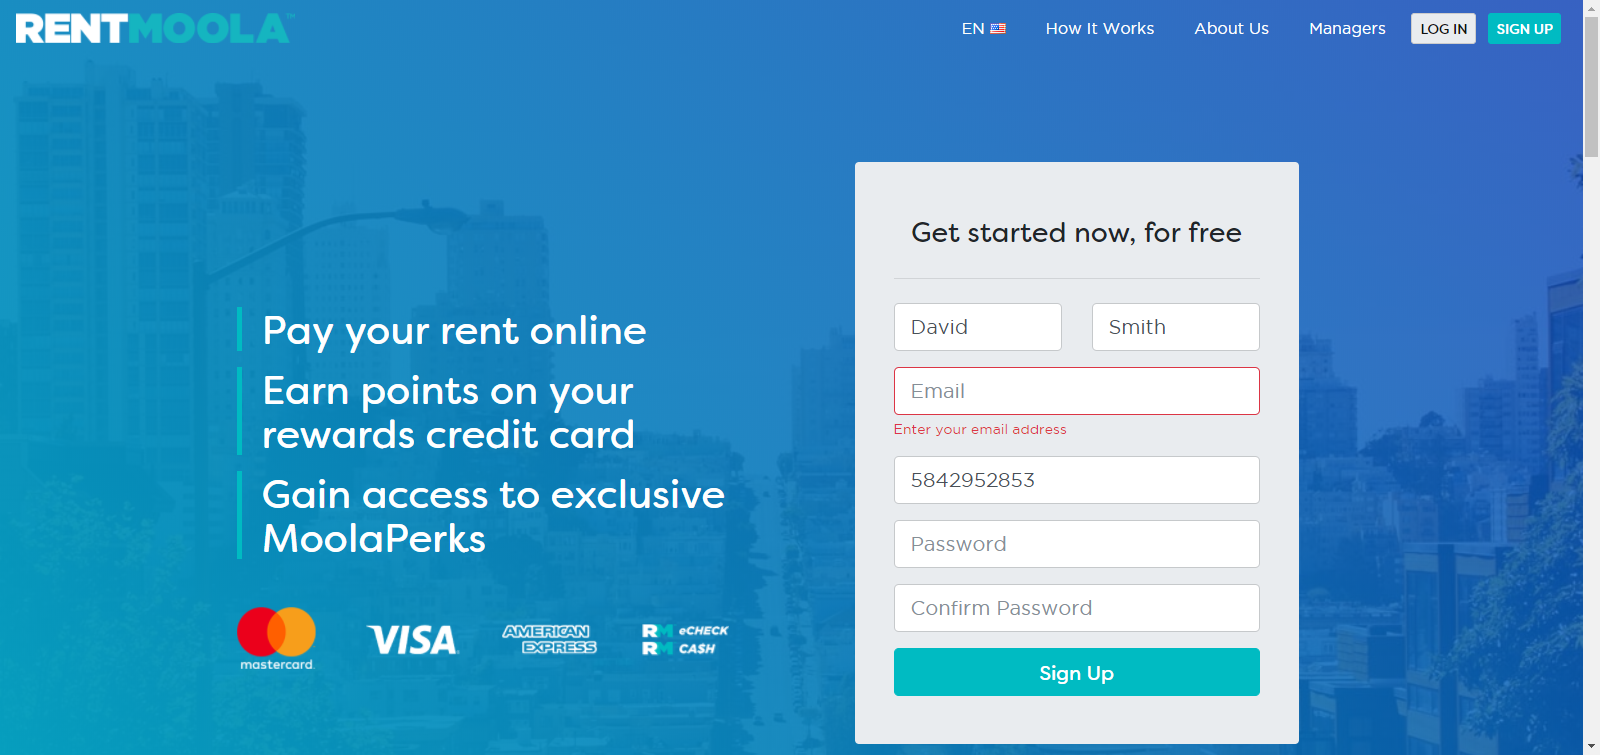 RENTMOOLA™
EN
How It Works
About Us
Managers
LOG IN
SIGN UP
Pay your rent online
Earn points on your
rewards credit card
Gain access to exclusive
MoolaPerks
mastercard.
VISA
AMERICAN
EXPRESS
RM eCHECK
RM CA$H
Get started now, for free
David
Smith
Email
Enter your email address
5842952853
Password
Confirm Password
Sign Up